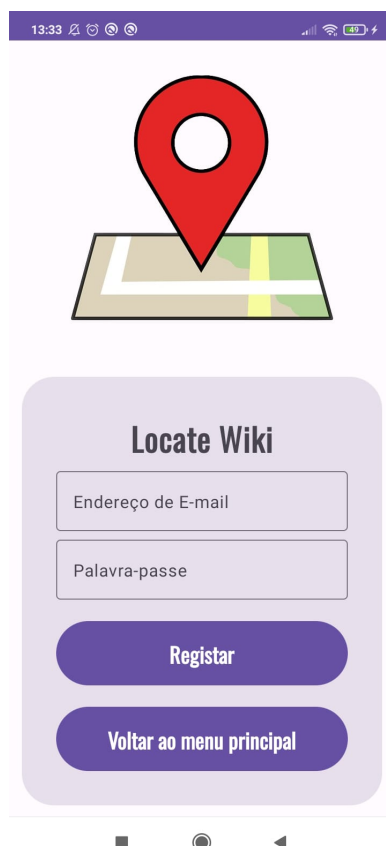 13:33
49
Locate Wiki
Endereço de E-mail
Palavra-passe
Registar
Voltar ao menu principal